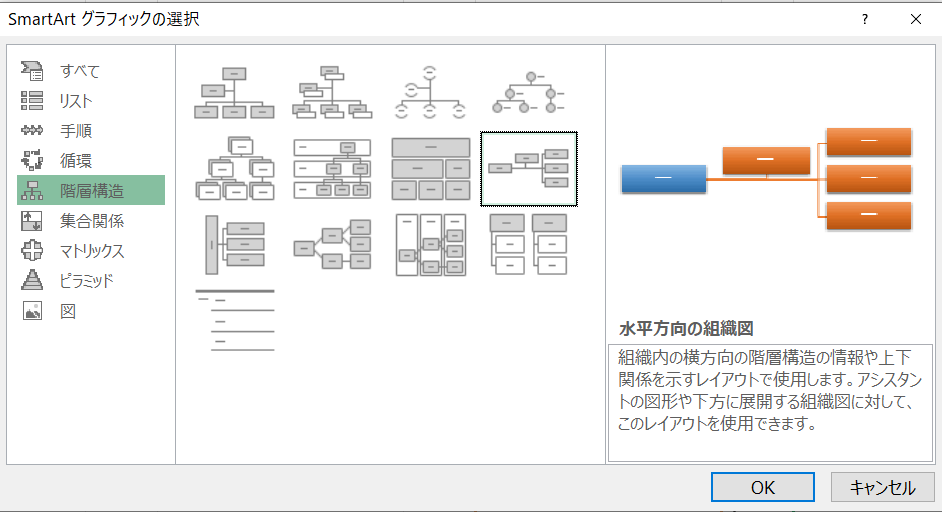 SmartArt グラフィックの選択
?
すべて
リスト
手順
循環
階層構造
集合関係
マトリックス
ピラミッド
図
水平方向の組織図
組織内の横方向の階層構造の情報や上下
関係を示すレイアウトで使用します。アシスタン
トの図形や下方に展開する組織図に対して、
このレイアウトを使用できます。
OK
キャンセル